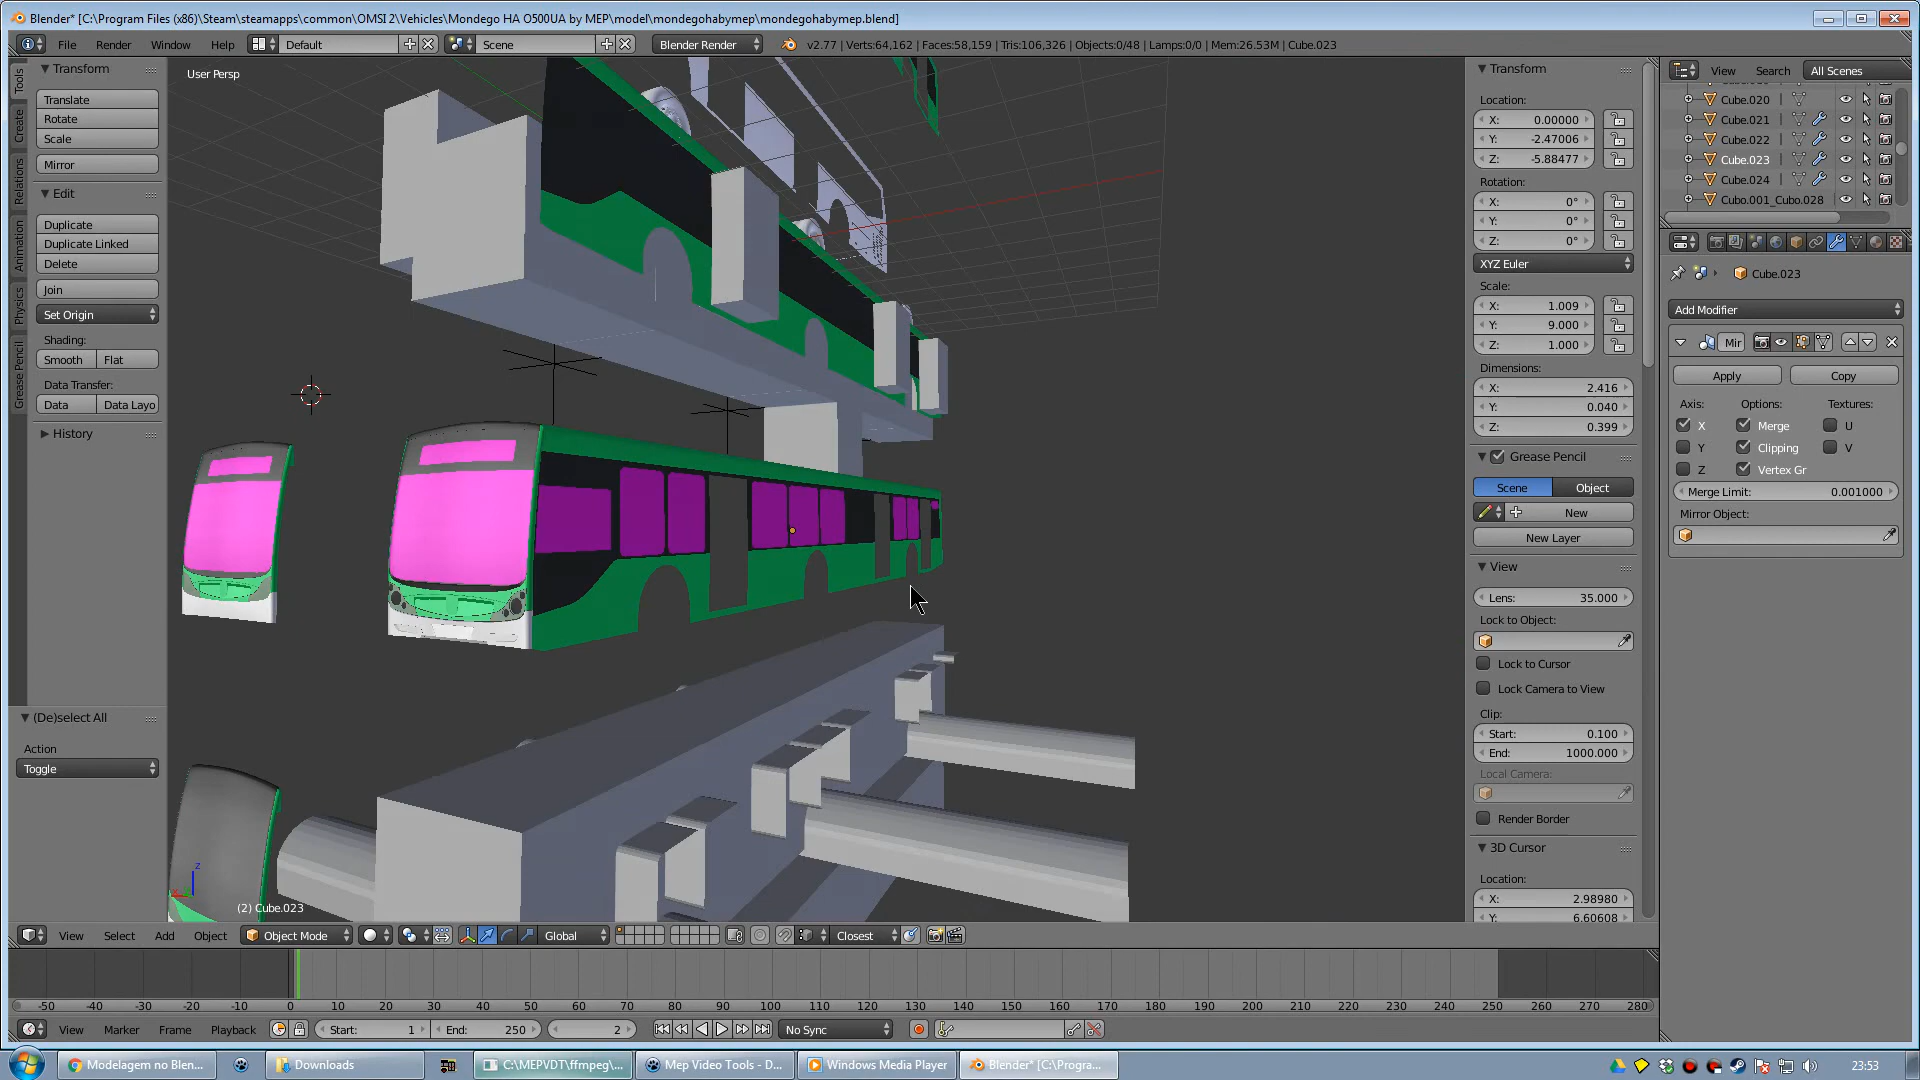 Blender* [C:\Program Files (x86)\Steam\steamapps\common\OMSI 2\Vehicles\Mondego HA O500UA by MEP\model\mondegohabymep\mondegohabymep.blend]
File Render Window Help Default Scene Blender Render v2.77 | Verts:64,162 | Faces:58,159 | Tris:106,326 | Objects:0/48 | Lamps:0/0 | Mem:26.53M | Cube.023
Tools
Create
Relations
Animation
Physics
Grease Pencil
Transform
Translate
Rotate
Scale
Mirror
Edit
Duplicate
Duplicate Linked
Delete
Join
Set Origin
Shading:
Smooth Flat
Data Transfer:
Data Data Layo
History
(De)select All
Action
Toggle
User Persp
z
(2) Cube.023
Transform
Location:
X: 0.00000
Y: -2.47006
Z: -5.88477
Rotation:
X: 0°
Y: 0°
Z: 0°
XYZ Euler
Scale:
X: 1.009
Y: 9.000
Z: 1.000
Dimensions:
X: 2.416
Y: 0.040
Z: 0.399
Grease Pencil
Scene Object
New
New Layer
View
Lens: 35.000
Lock to Object:
Lock to Cursor
Lock Camera to View
Clip:
Start: 0.100
End: 1000.000
Local Camera:
Render Border
3D Cursor
Location:
X: 2.98980
Y: 6.60608
View Search All Scenes
Cube.020
Cube.021
Cube.022
Cube.023
Cube.024
Cubo.001_Cubo.028
Cube.023
Add Modifier
Mir
Apply Copy
Axis: Options: Textures:
X Merge U
Y Clipping V
Z Vertex Gr
Merge Limit: 0.001000
Mirror Object:
View Select Add Object Object Mode Global Closest
-50 -40 -30 -20 -10 0 10 20 30 40 50 60 70 80 90 100 110 120 130 140 150 160 170 180 190 200 210 220 230 240 250 260 270 280
View Marker Frame Playback Start: 1 End: 250 2 No Sync
Modelagem no Blen... Downloads C:\MEPVDT\ffmpeg\... Mep Video Tools - D... Windows Media Player Blender* [C:\Progra... 23:53